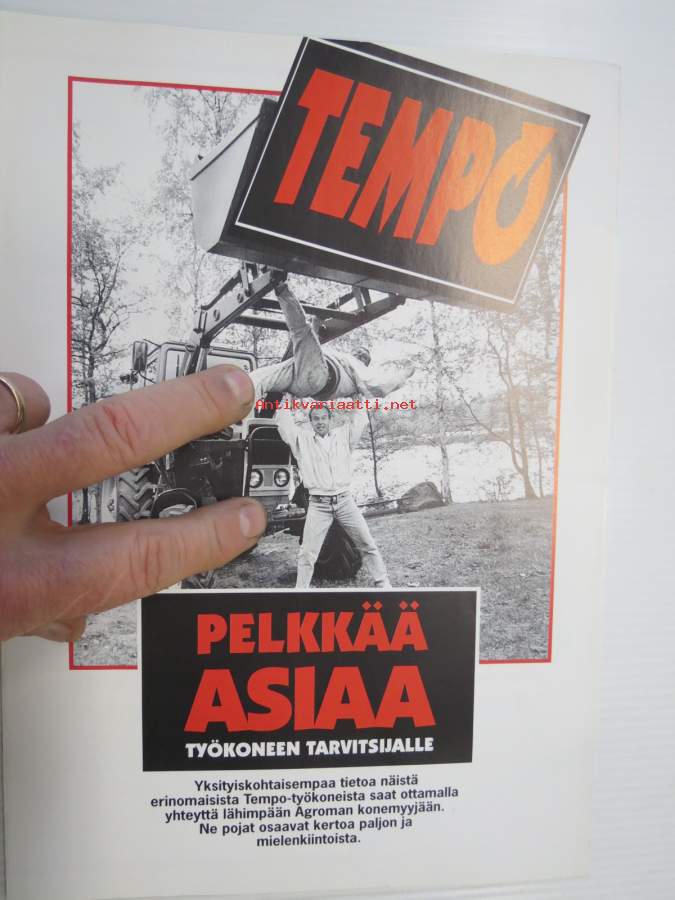 TEMPO
Antikvariaatti.net
PELKKÄÄ
ASIAA
TYÖKONEEN TARVITSIJALLE
Yksityiskohtaisempaa tietoa näistä
erinomaisista Tempo-työkoneista saat ottamalla
yhteyttä lähimpään Agroman konemyyjään.
Ne pojat osaavat kertoa paljon ja
mielenkiintoista.